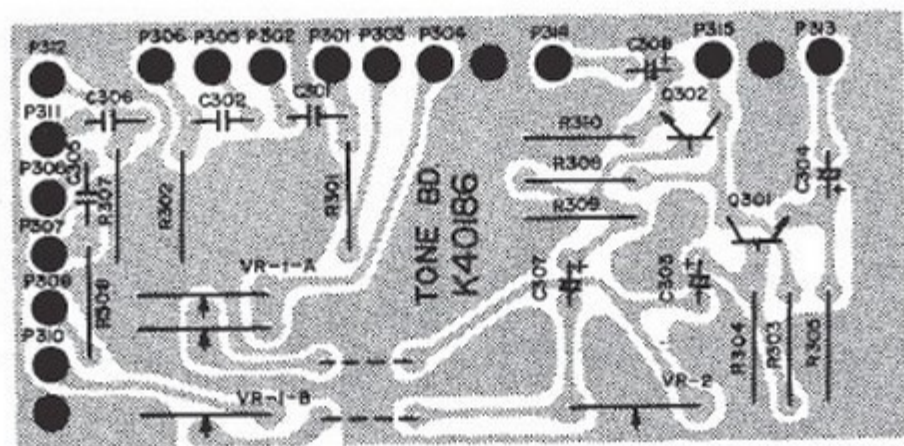 P312
P306
P305
P302
P301
P303
P304
P314
P315
P313
C308
C306
C302
C301
Q302
P311
R310
C305
C304
P306
R308
R307
R302
R301
TONE BD.
K40186
R309
Q301
P307
VR-1-A
C307
C303
P308
R308
P310
R304
R303
R305
VR-1-B
VR-2